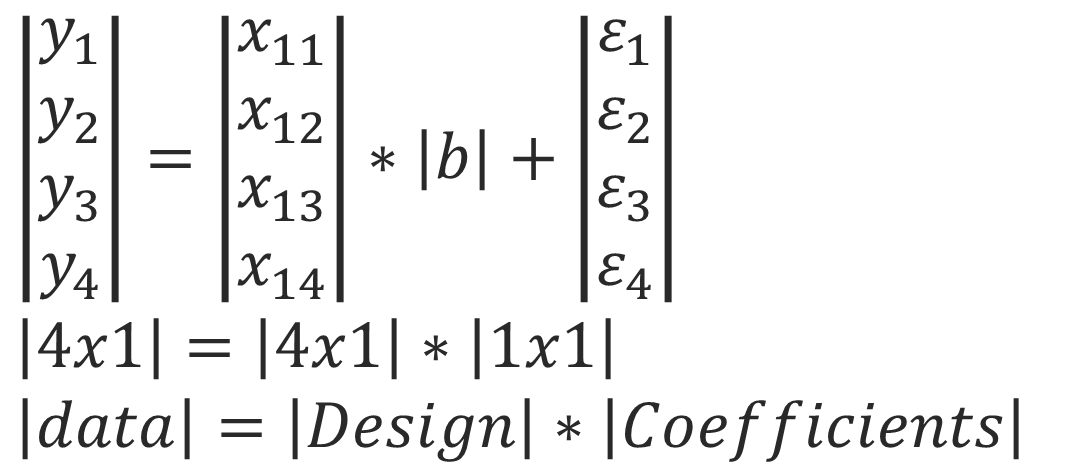 |y₁| |x₁₁| |ε₁|
|y₂| |x₁₂| |ε₂|
|y₃| = |x₁₃| * |b| + |ε₃|
|y₄| |x₁₄| |ε₄|
|4x1| = |4x1| * |1x1|
|data| = |Design| * |Coefficients|